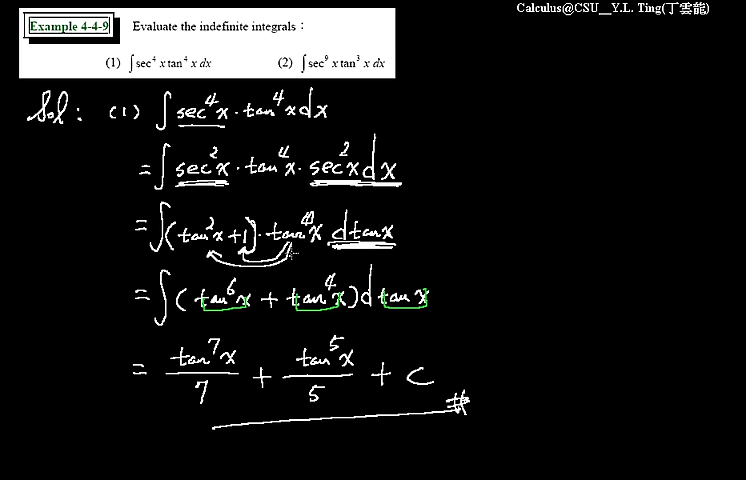 Calculus@CSU__Y.L. Ting(丁雲龍)
Example 4-4-9 Evaluate the indefinite integrals：
(1) ∫sec⁴ x tan⁴ x dx (2) ∫sec⁹ x tan³ x dx
Sol : (1) ∫ sec⁴x · tan⁴x dx
= ∫ sec²x · tan⁴x · sec²x dx
= ∫ (tan²x + 1) · tan⁴x dtanx
= ∫ (tan⁶x + tan⁴x) d tan x
= tan⁷x/7 + tan⁵x/5 + C #